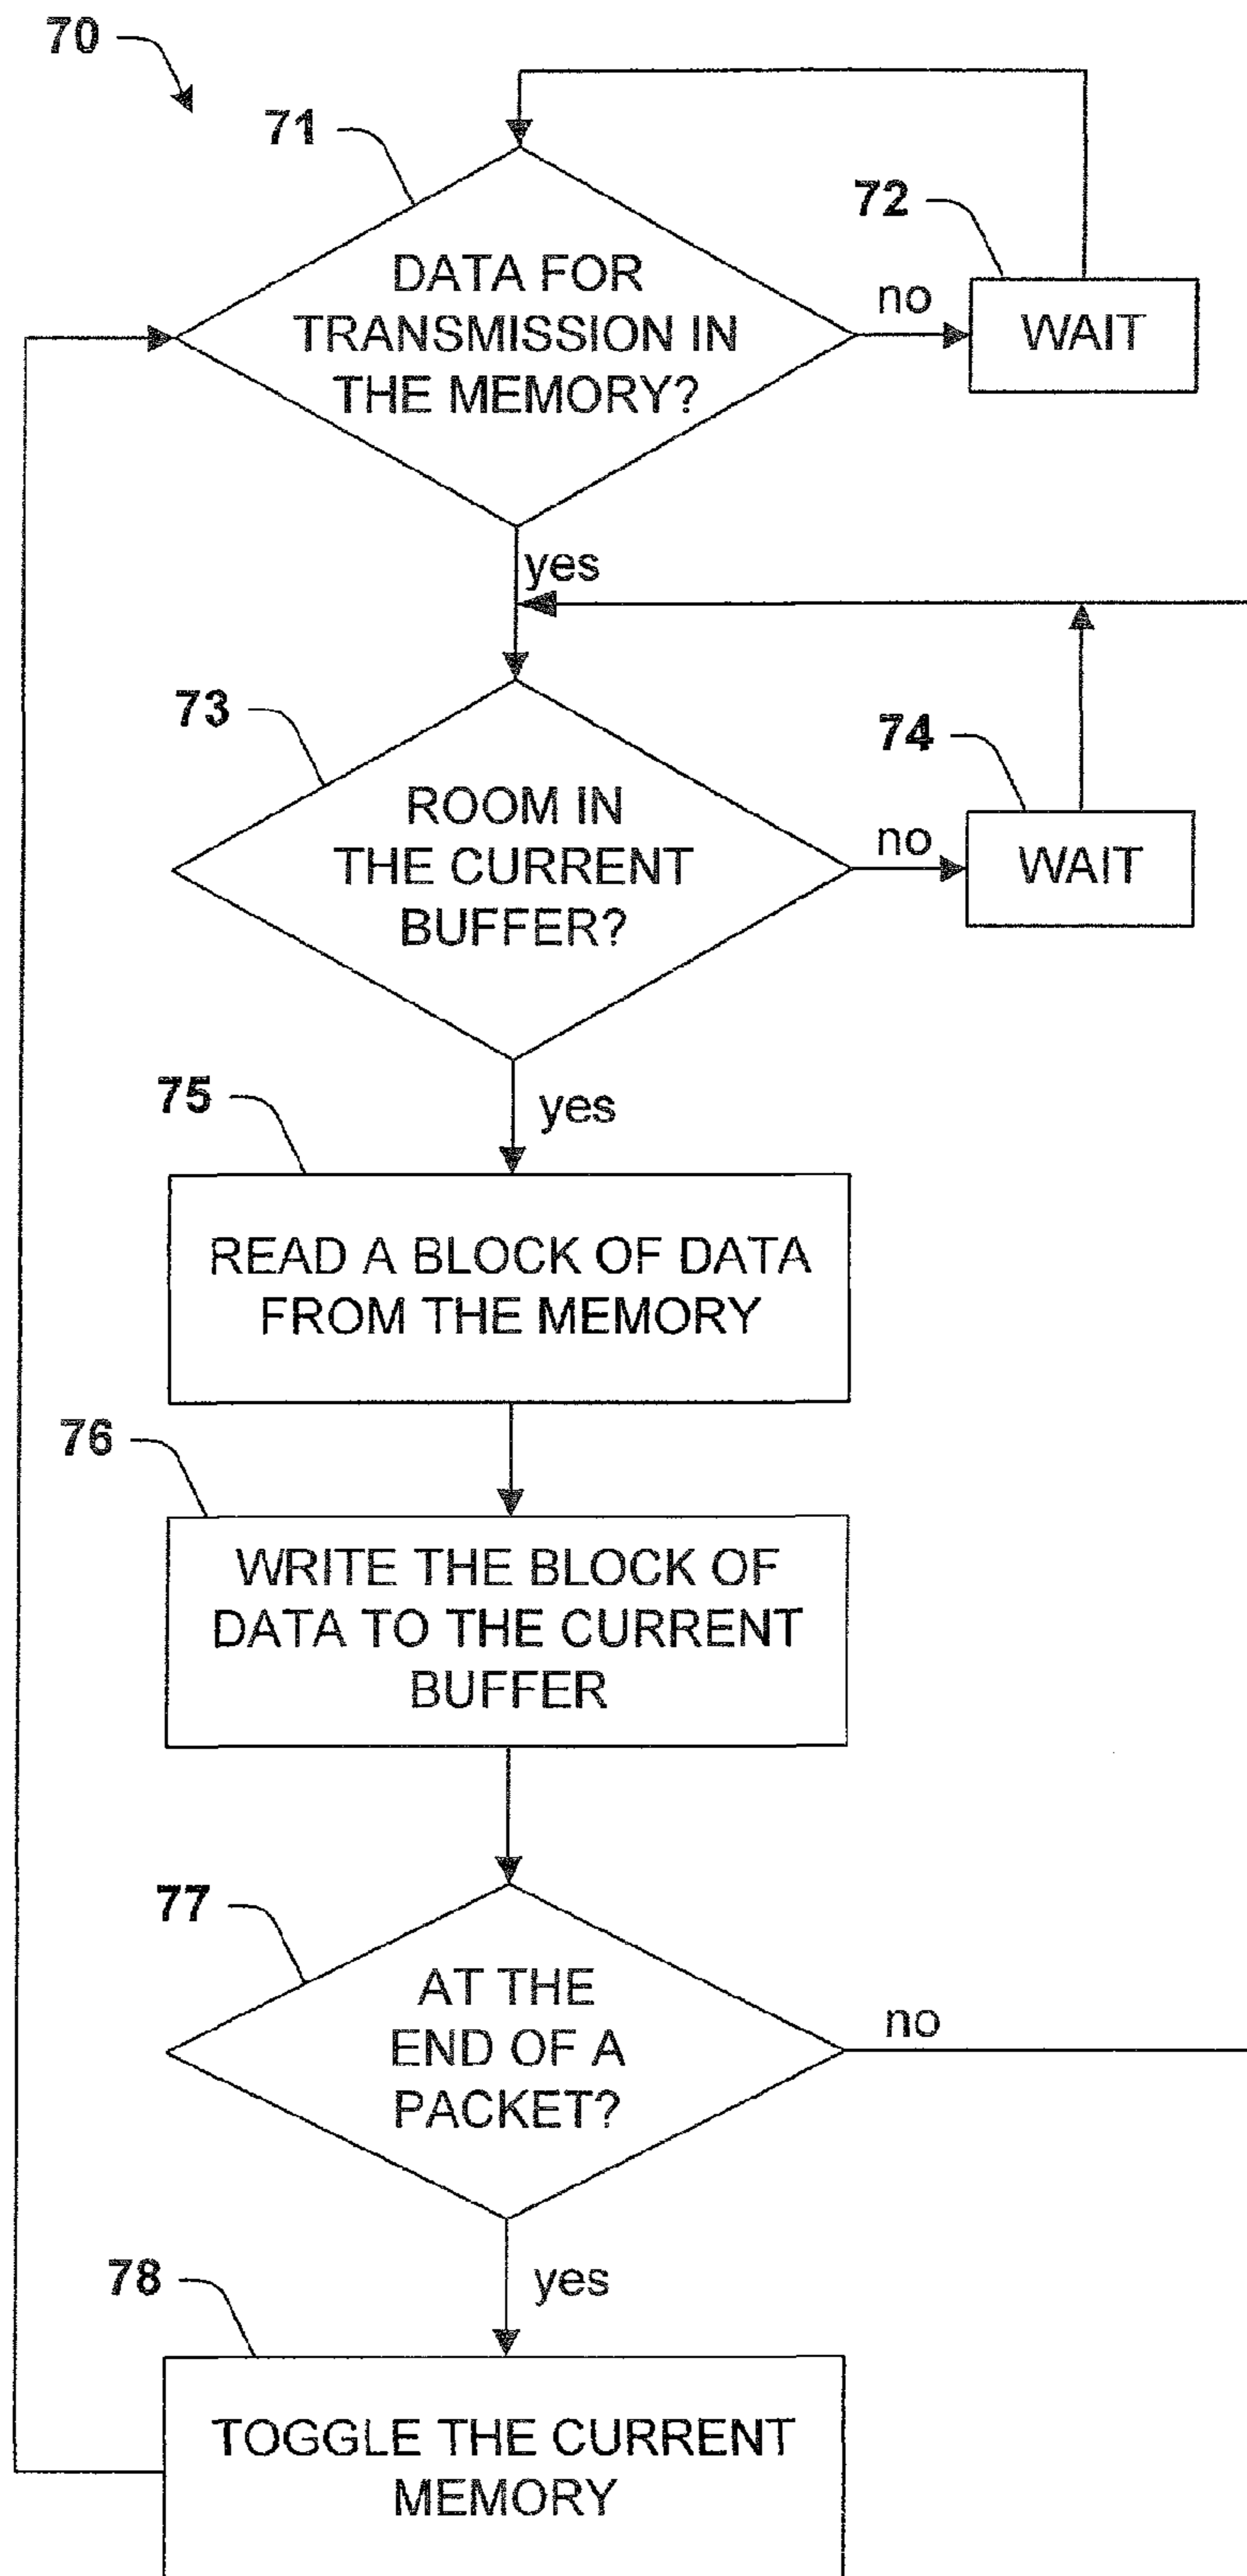 70
71
DATA FOR
TRANSMISSION IN
THE MEMORY?
no
72
WAIT
yes
73
ROOM IN
THE CURRENT
BUFFER?
no
74
WAIT
yes
75
READ A BLOCK OF DATA
FROM THE MEMORY
76
WRITE THE BLOCK OF
DATA TO THE CURRENT
BUFFER
77
AT THE
END OF A
PACKET?
no
yes
78
TOGGLE THE CURRENT
MEMORY